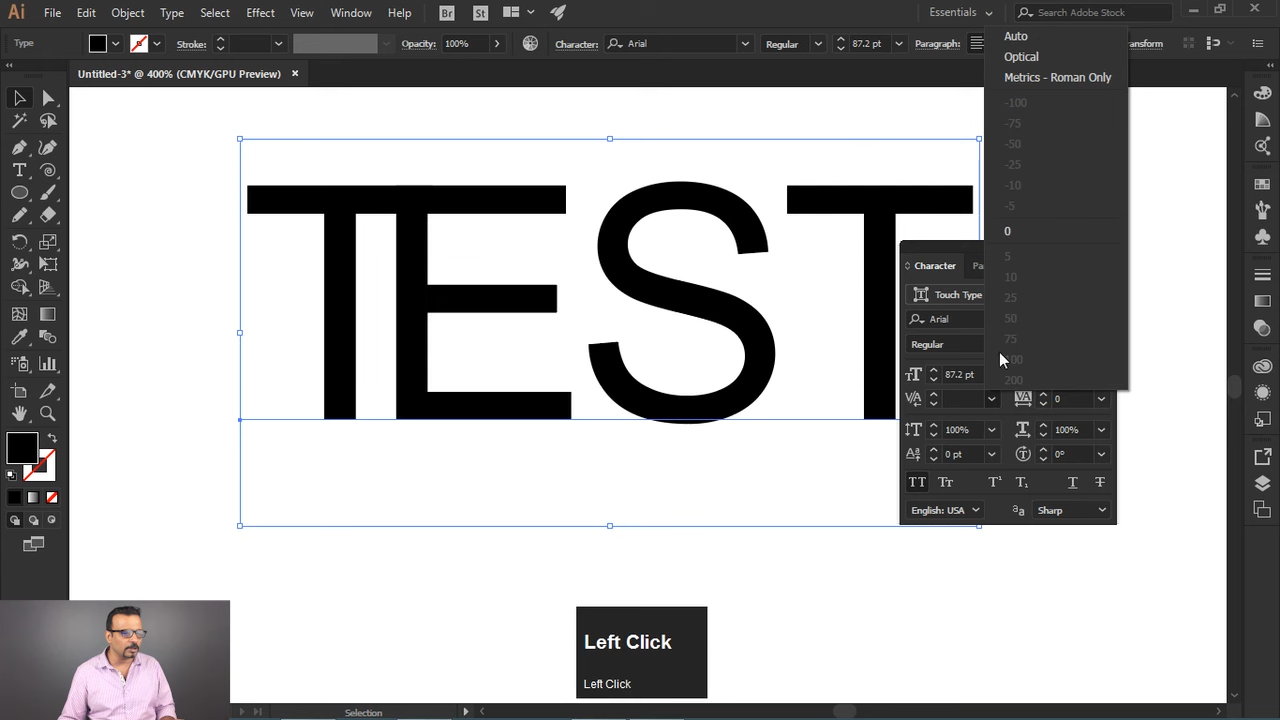 Ai File Edit Object Type Select Effect View Window Help Br St Essentials Search Adobe Stock
Type Stroke: Opacity: 100% Character: Arial Regular 87.2 pt Paragraph: Transform
Untitled-3* @ 400% (CMYK/GPU Preview) ×
Auto
Optical
Metrics - Roman Only
-100
-75
-50
-25
-10
-5
0
5
10
25
50
75
200
TEST
Character
Touch Type
Arial
Regular
87.2 pt
0
100% 100%
0 pt 0°
English: USA Sharp
Left Click
Left Click
Selection